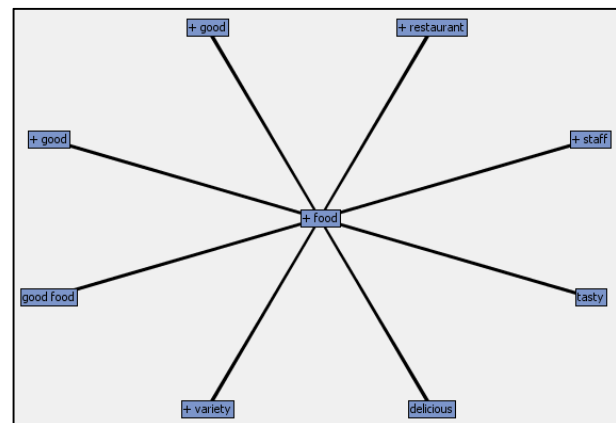 + good
+ restaurant
+ good
+ staff
+ food
good food
tasty
+ variety
delicious